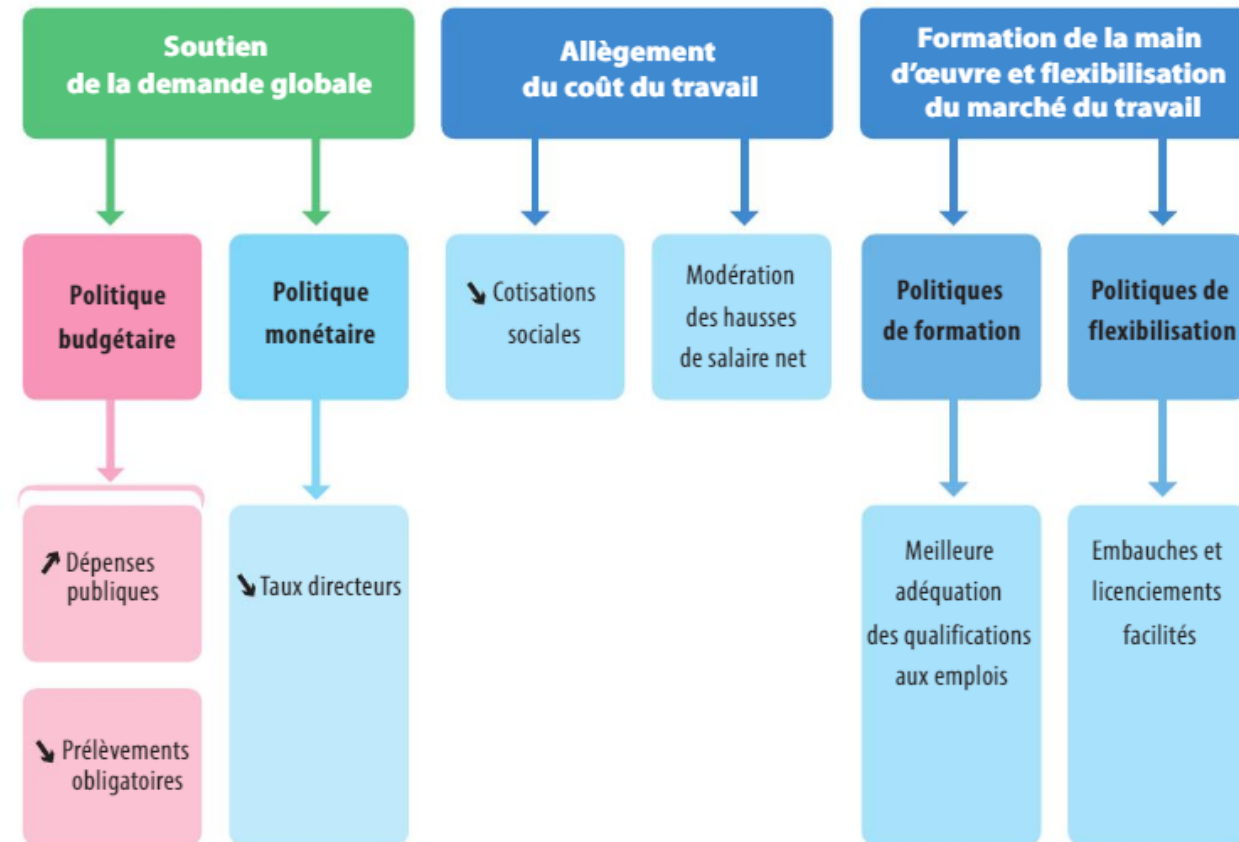 Soutien
de la demande globale
Allègement
du coût du travail
Formation de la main
d'œuvre et flexibilisation
du marché du travail
Politique
budgétaire
Politique
monétaire
↘ Cotisations
sociales
Modération
des hausses
de salaire net
Politiques
de formation
Politiques de
flexibilisation
↗ Dépenses
publiques
↘ Prélèvements
obligatoires
↘ Taux directeurs
Meilleure
adéquation
des qualifications
aux emplois
Embauches et
licenciements
facilités